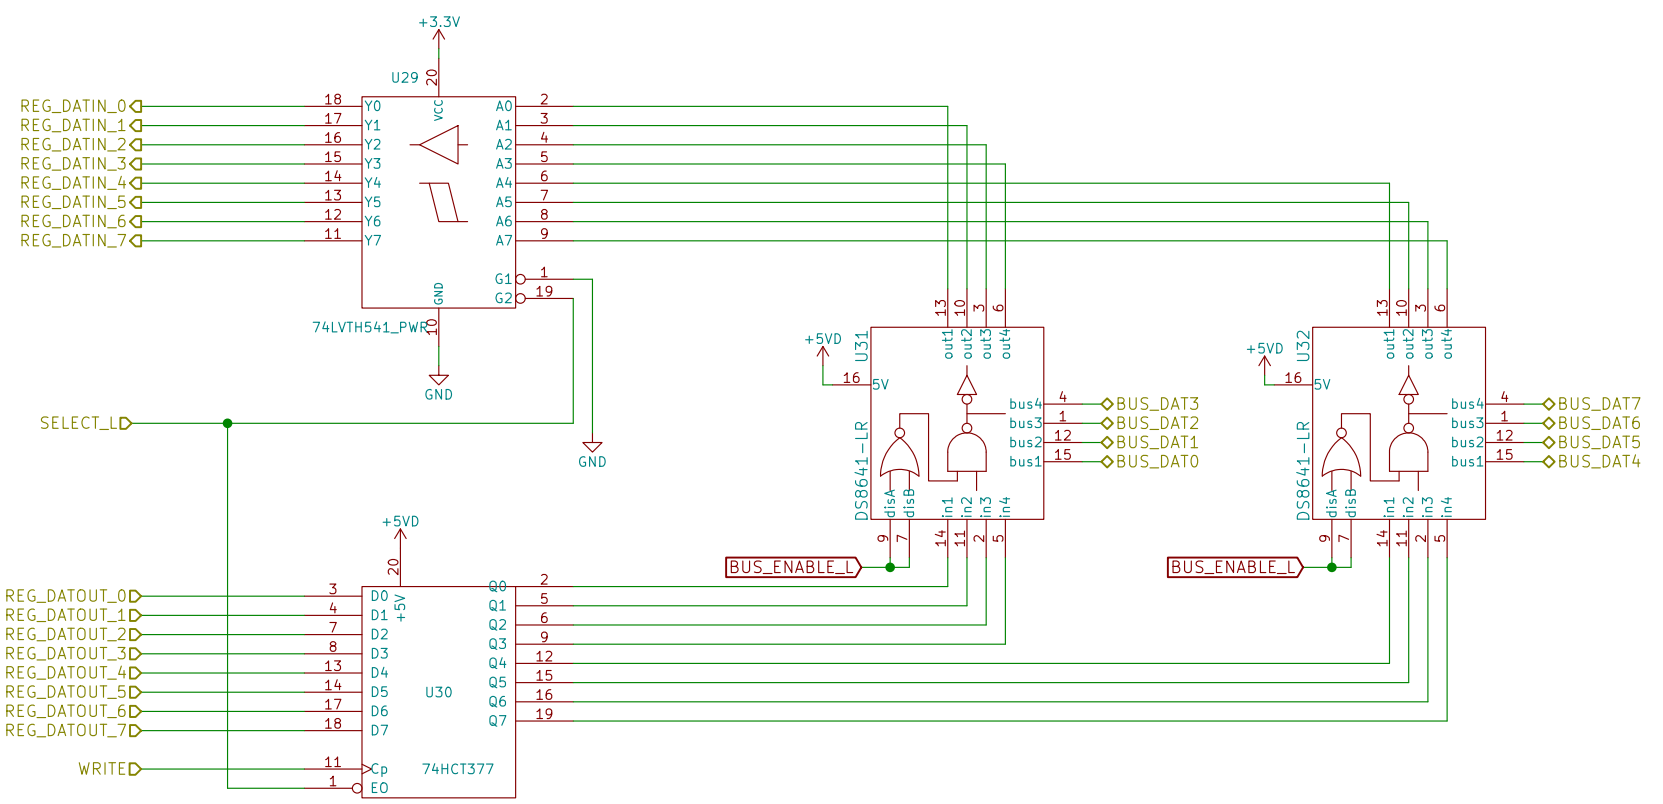 +3.3V
U29
20
VCC
REG_DATIN_0 18 Y0 A0 2
REG_DATIN_1 17 Y1 A1 3
REG_DATIN_2 16 Y2 A2 4
REG_DATIN_3 15 Y3 A3 5
REG_DATIN_4 14 Y4 A4 6
REG_DATIN_5 13 Y5 A5 7
REG_DATIN_6 12 Y6 A6 8
REG_DATIN_7 11 Y7 A7 9
G1 1
G2 19
GND
74LVTH541_PWR
10
GND
SELECT_L
GND
+5VD
16 5V
U31
DS8641-LR
13 10 3 6
out1 out2 out3 out4
bus4 4 BUS_DAT3
bus3 1 BUS_DAT2
bus2 12 BUS_DAT1
bus1 15 BUS_DAT0
disA disB in1 in2 in3 in4
9 7 14 11 2 5
BUS_ENABLE_L
+5VD
16 5V
U32
DS8641-LR
13 10 3 6
out1 out2 out3 out4
bus4 4 BUS_DAT7
bus3 1 BUS_DAT6
bus2 12 BUS_DAT5
bus1 15 BUS_DAT4
disA disB in1 in2 in3 in4
9 7 14 11 2 5
BUS_ENABLE_L
+5VD
20
+5V
Q0 2
REG_DATOUT_0 3 D0
Q1 5
REG_DATOUT_1 4 D1
Q2 6
REG_DATOUT_2 7 D2
Q3 9
REG_DATOUT_3 8 D3
Q4 12
REG_DATOUT_4 13 D4
Q5 15
REG_DATOUT_5 14 D5
U30
Q6 16
REG_DATOUT_6 17 D6
Q7 19
REG_DATOUT_7 18 D7
WRITE 11 Cp
74HCT377
1 EO